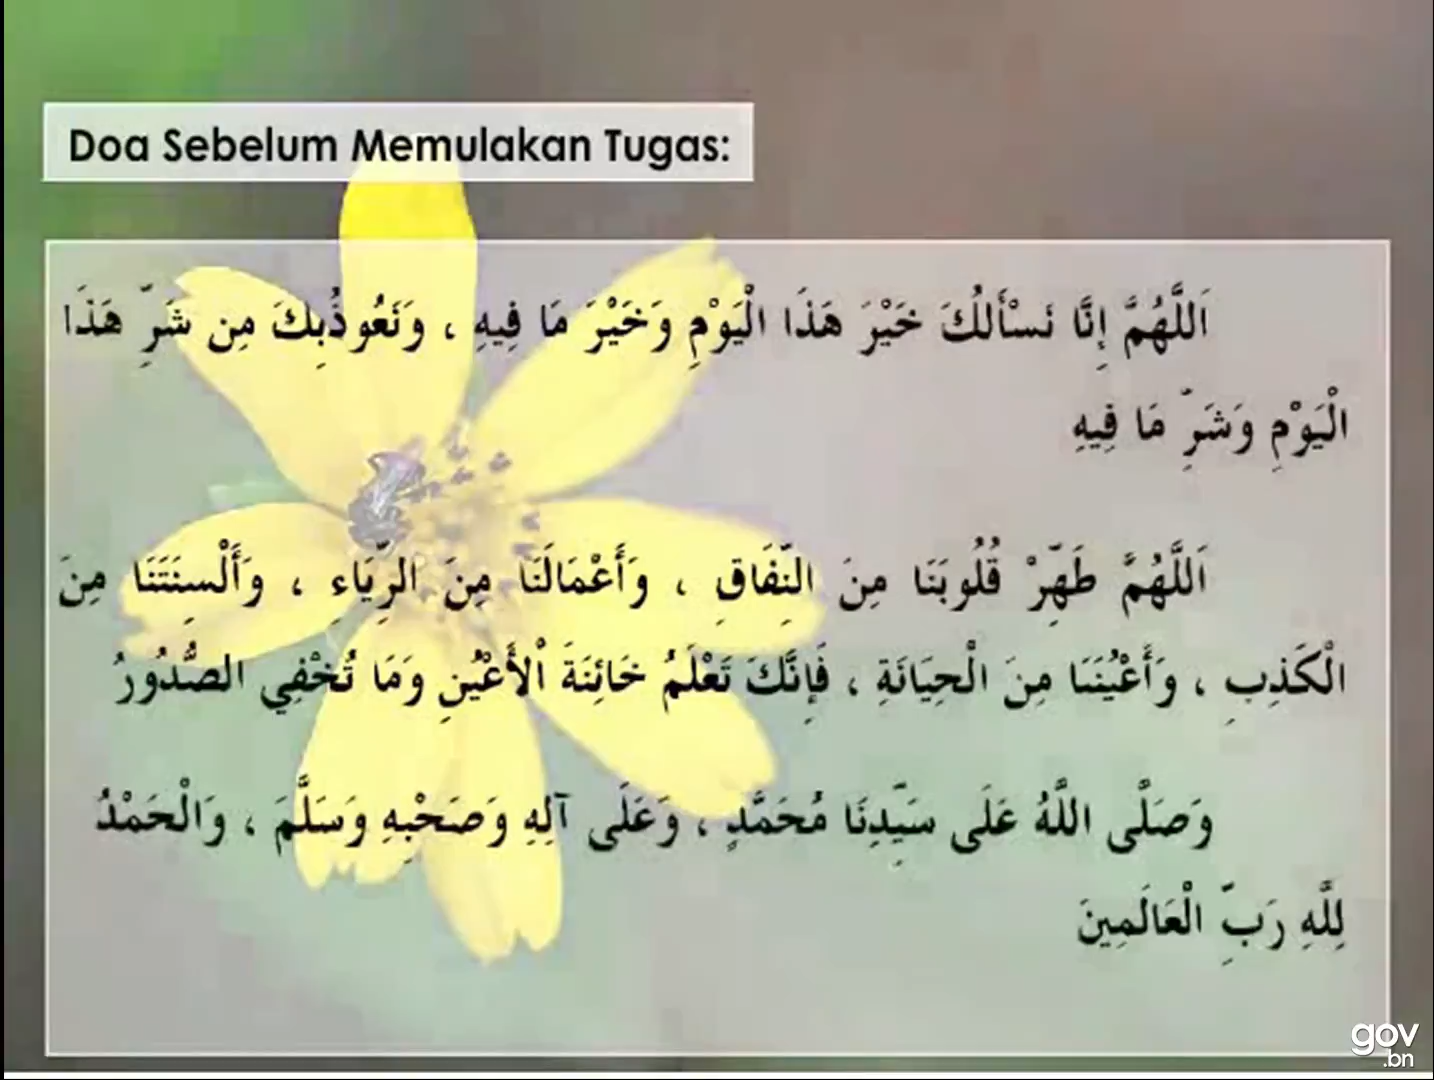 Doa Sebelum Memulakan Tugas:
اَللَّهُمَّ إِنَّا نَسْأَلُكَ خَيْرَ هَذَا الْيَوْمِ وَخَيْرَ مَا فِيهِ ، وَنَعُوذُبِكَ مِن شَرِّ هَذَا
الْيَوْمِ وَشَرِّ مَا فِيهِ
اَللَّهُمَّ طَهِّرْ قُلُوبَنَا مِنَ النِّفَاقِ ، وَأَعْمَالَنَا مِنَ الرِّيَاءِ ، وَأَلْسِنَتَنَا مِنَ
الْكَذِبِ ، وَأَعْيُنَنَا مِنَ الْخِيَانَةِ ، فَإِنَّكَ تَعْلَمُ خَائِنَةَ الْأَعْيُنِ وَمَا تُخْفِي الصُّدُورُ
وَصَلَّى اللَّهُ عَلَى سَيِّدِنَا مُحَمَّدٍ ، وَعَلَى آلِهِ وَصَحْبِهِ وَسَلَّمَ ، وَالْحَمْدُ
لِلَّهِ رَبِّ الْعَالَمِينَ
gov
.bn